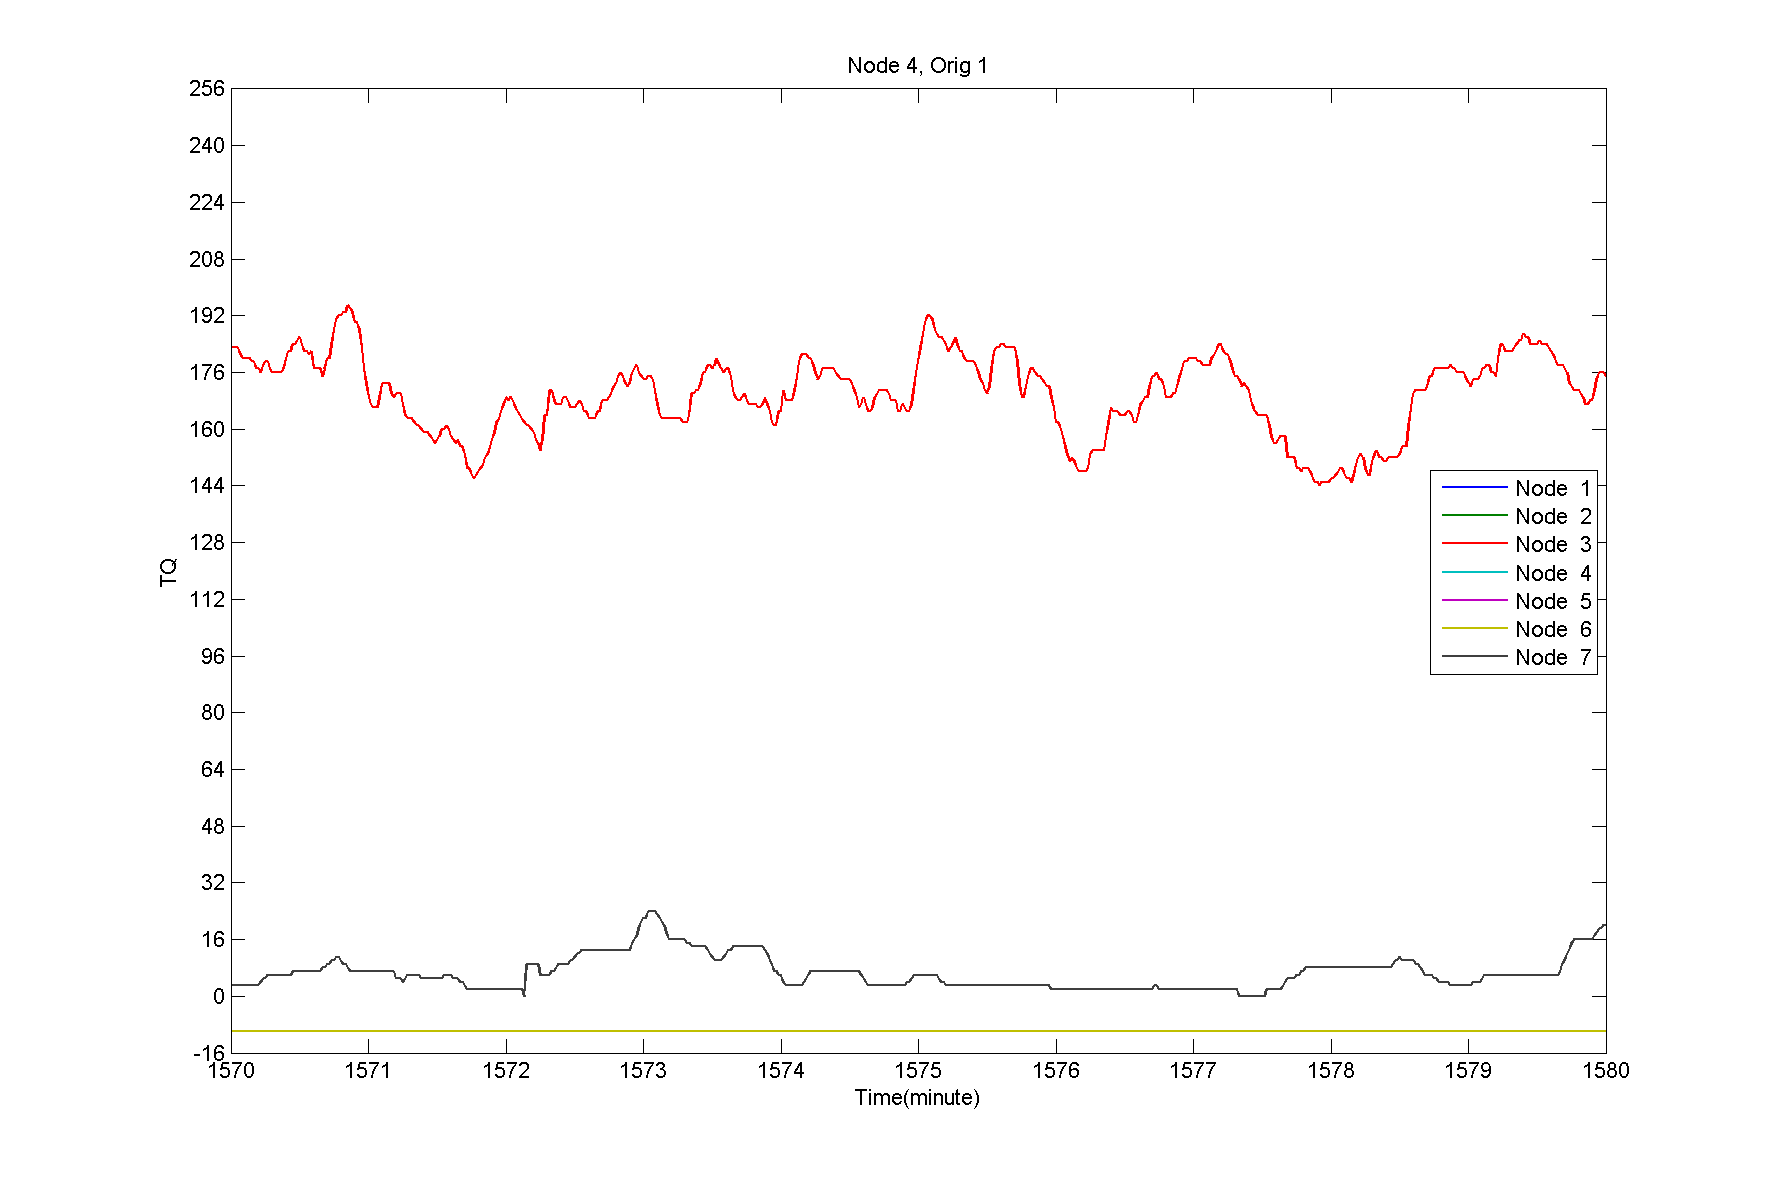 Node 4, Orig 1
256
240
224
208
192
176
160
144
128
112
96
80
64
48
32
16
0
-16
TQ
Node 1
Node 2
Node 3
Node 4
Node 5
Node 6
Node 7
1570 1571 1572 1573 1574 1575 1576 1577 1578 1579 1580
Time(minute)